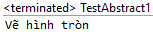 <terminated> TestAbstract1
Vẽ hình tròn